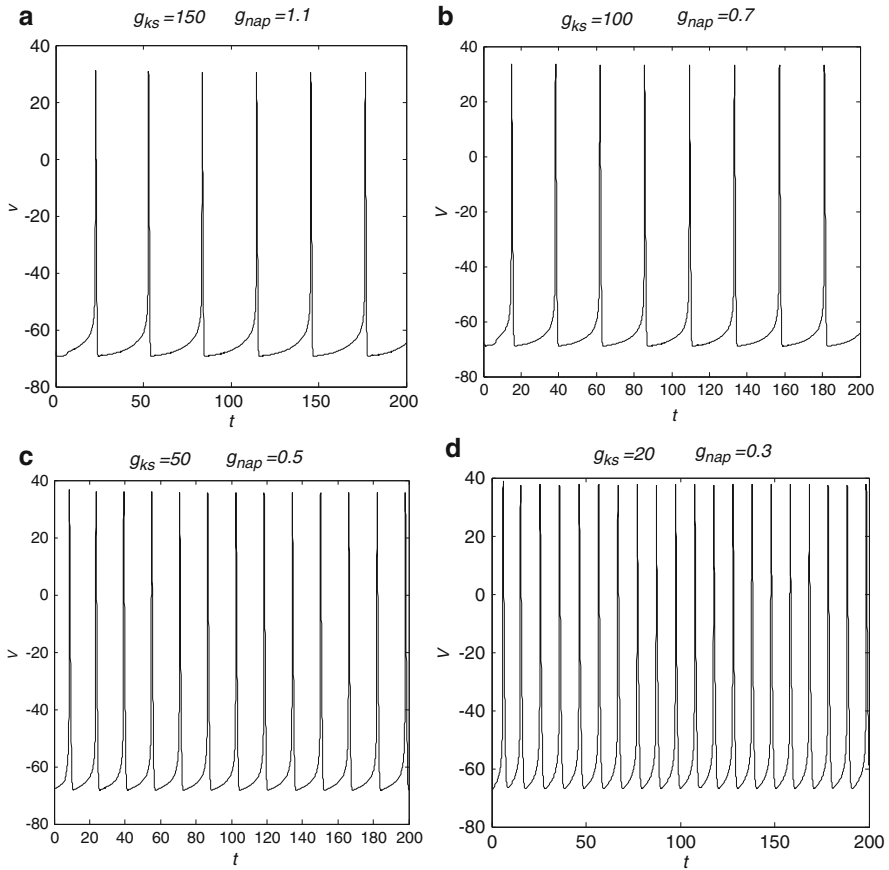 a
g_ks=150 g_nap=1.1
40
20
0
-20
-40
-60
-80
v
0 50 100 150 200
t
b
g_ks=100 g_nap=0.7
40
20
0
-20
-40
-60
-80
V
0 20 40 60 80 100 120 140 160 180 200
t
c
g_ks=50 g_nap=0.5
40
20
0
-20
-40
-60
-80
v
0 20 40 60 80 100 120 140 160 180 200
t
d
g_ks=20 g_nap=0.3
40
20
0
-20
-40
-60
-80
V
0 50 100 150 200
t